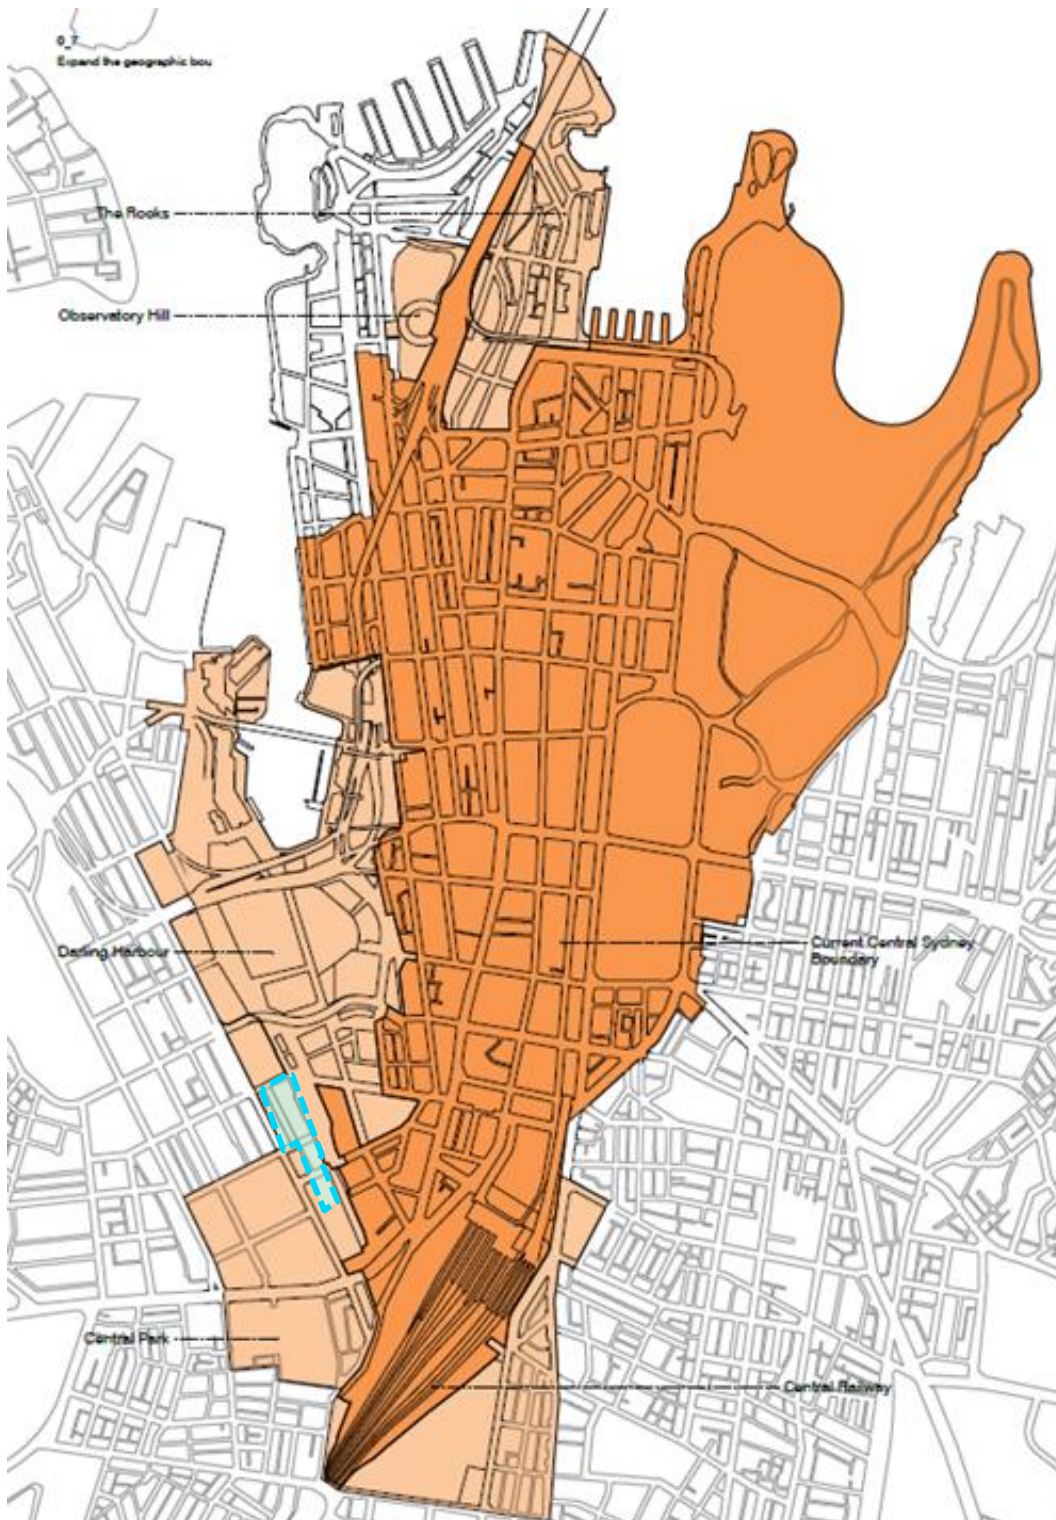 0_7
Expand the geographic bou
The Rocks
Observatory Hill
Darling Harbour
Current Central Sydney
Boundary
Central Park
Central Railway